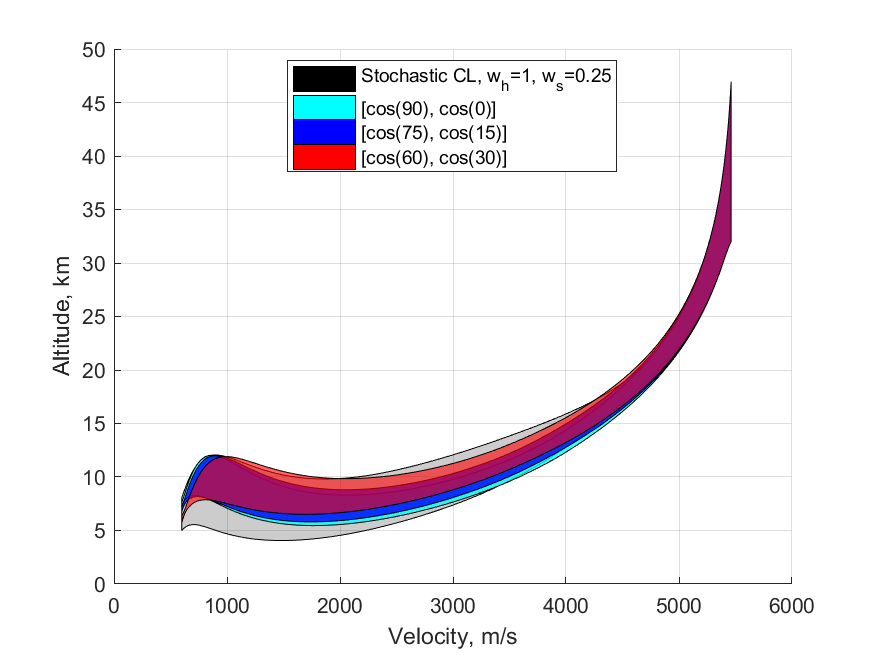 50
45
40
35
30
25
20
15
10
5
0
Altitude, km
Stochastic CL, w_h=1, w_s=0.25
[cos(90), cos(0)]
[cos(75), cos(15)]
[cos(60), cos(30)]
0 1000 2000 3000 4000 5000 6000
Velocity, m/s